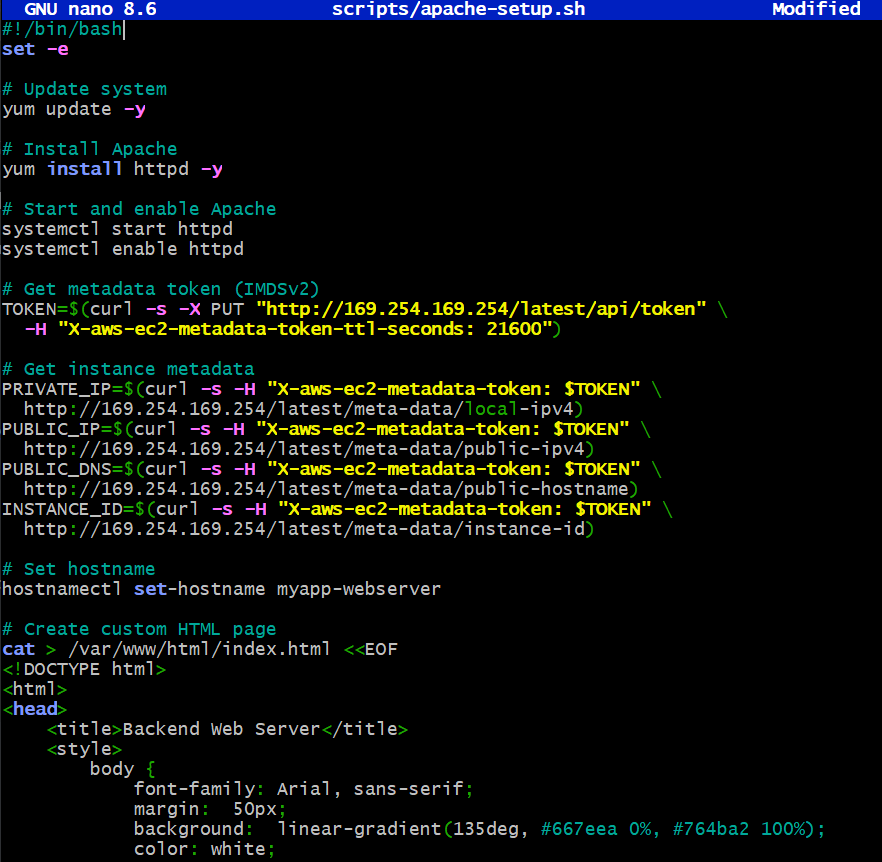 GNU nano 8.6 scripts/apache-setup.sh Modified
#!/bin/bash
set -e

# Update system
yum update -y

# Install Apache
yum install httpd -y

# Start and enable Apache
systemctl start httpd
systemctl enable httpd

# Get metadata token (IMDSv2)
TOKEN=$(curl -s -X PUT "http://169.254.169.254/latest/api/token" \
  -H "X-aws-ec2-metadata-token-ttl-seconds: 21600")

# Get instance metadata
PRIVATE_IP=$(curl -s -H "X-aws-ec2-metadata-token: $TOKEN" \
  http://169.254.169.254/latest/meta-data/local-ipv4)
PUBLIC_IP=$(curl -s -H "X-aws-ec2-metadata-token: $TOKEN" \
  http://169.254.169.254/latest/meta-data/public-ipv4)
PUBLIC_DNS=$(curl -s -H "X-aws-ec2-metadata-token: $TOKEN" \
  http://169.254.169.254/latest/meta-data/public-hostname)
INSTANCE_ID=$(curl -s -H "X-aws-ec2-metadata-token: $TOKEN" \
  http://169.254.169.254/latest/meta-data/instance-id)

# Set hostname
hostnamectl set-hostname myapp-webserver

# Create custom HTML page
cat > /var/www/html/index.html <<EOF
<!DOCTYPE html>
<html>
<head>
    <title>Backend Web Server</title>
    <style>
        body {
            font-family: Arial, sans-serif;
            margin:  50px;
            background:  linear-gradient(135deg, #667eea 0%, #764ba2 100%);
            color: white;